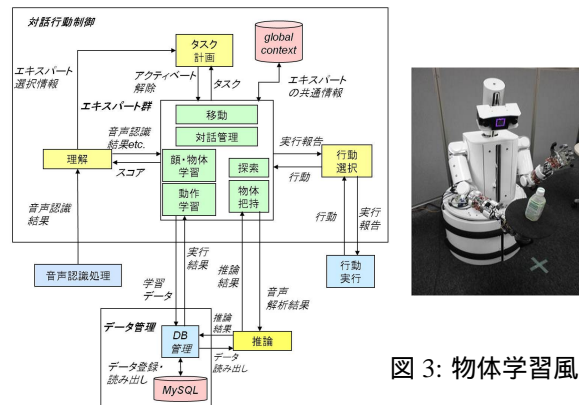 対話行動制御
タスク
計画
global
context
エキスパート
選択情報
アクティベート
解除
タスク
エキスパート
の共通情報
エキスパート群
移動
対話管理
音声認識
結果etc.
理解
スコア
顔・物体
学習
探索
動作
学習
物体
把持
実行報告
行動
行動
選択
音声認識
結果
行動
実行
報告
音声認識処理
行動
実行
学習
データ
実行
結果
推論
結果
音声
解析結果
データ管理
DB
管理
推論
結果
推論
データ
読み出し
データ登録・
読み出し
MySQL
図 3: 物体学習風